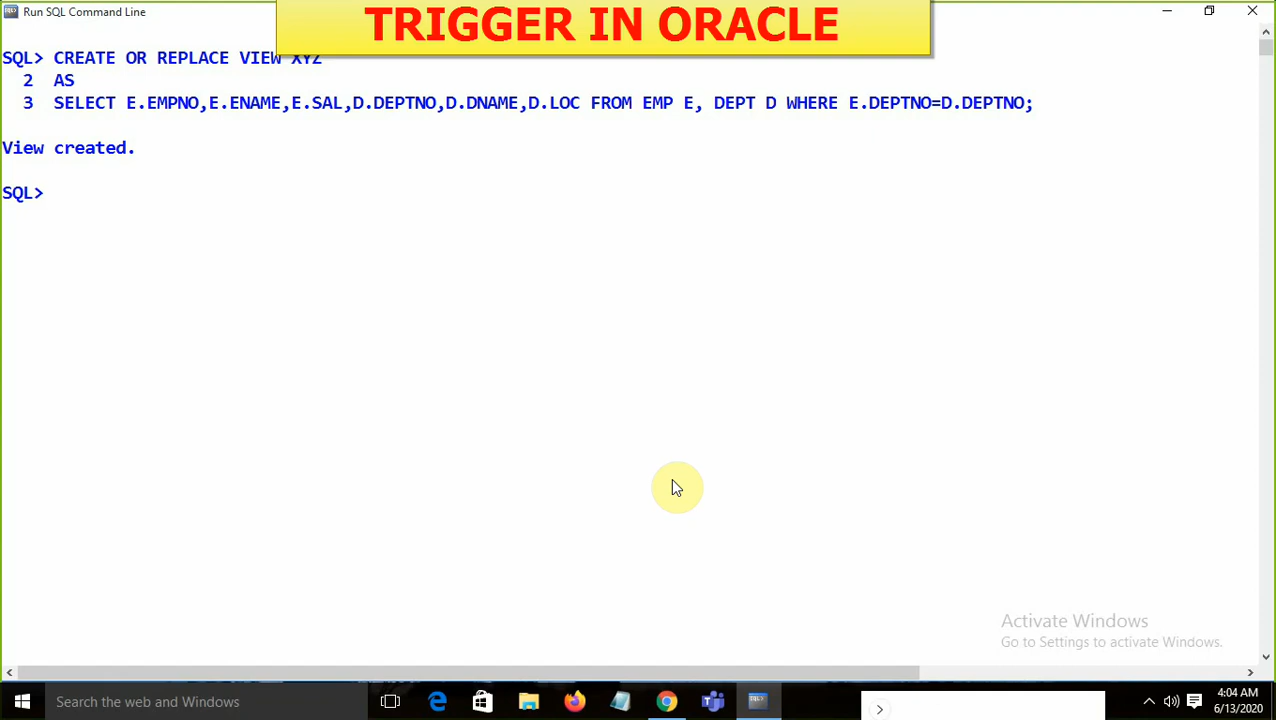 Run SQL Command Line
TRIGGER IN ORACLE
SQL> CREATE OR REPLACE VIEW XYZ
2 AS
3 SELECT E.EMPNO,E.ENAME,E.SAL,D.DEPTNO,D.DNAME,D.LOC FROM EMP E, DEPT D WHERE E.DEPTNO=D.DEPTNO;
View created.
SQL>
Activate Windows
Go to Settings to activate Windows.
Search the web and Windows
4:04 AM
6/13/2020